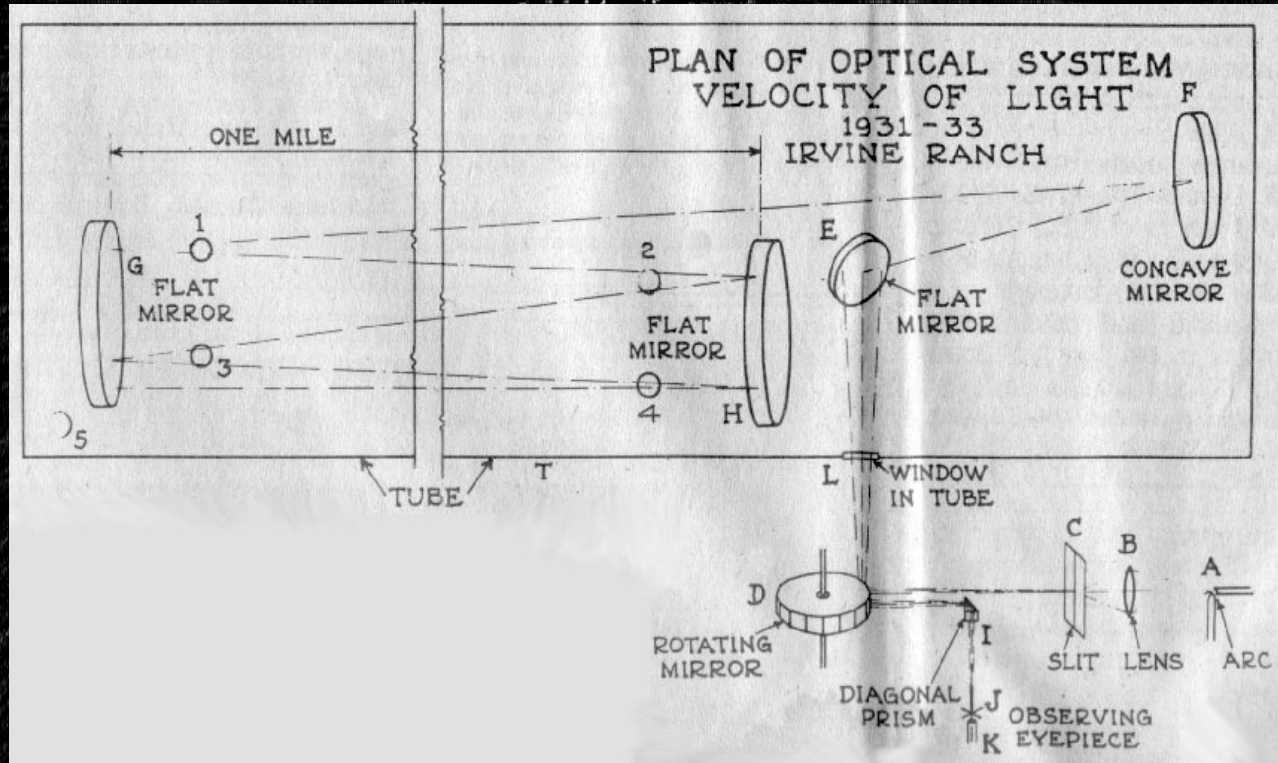 PLAN OF OPTICAL SYSTEM
VELOCITY OF LIGHT
1931-33
IRVINE RANCH
F
ONE MILE
1
G
FLAT
MIRROR
2
E
FLAT
MIRROR
FLAT
MIRROR
CONCAVE
MIRROR
3
4
H
5
TUBE
T
L
WINDOW
IN TUBE
D
ROTATING
MIRROR
C
B
A
I
SLIT
LENS
ARC
DIAGONAL
PRISM
J
K
OBSERVING
EYEPIECE